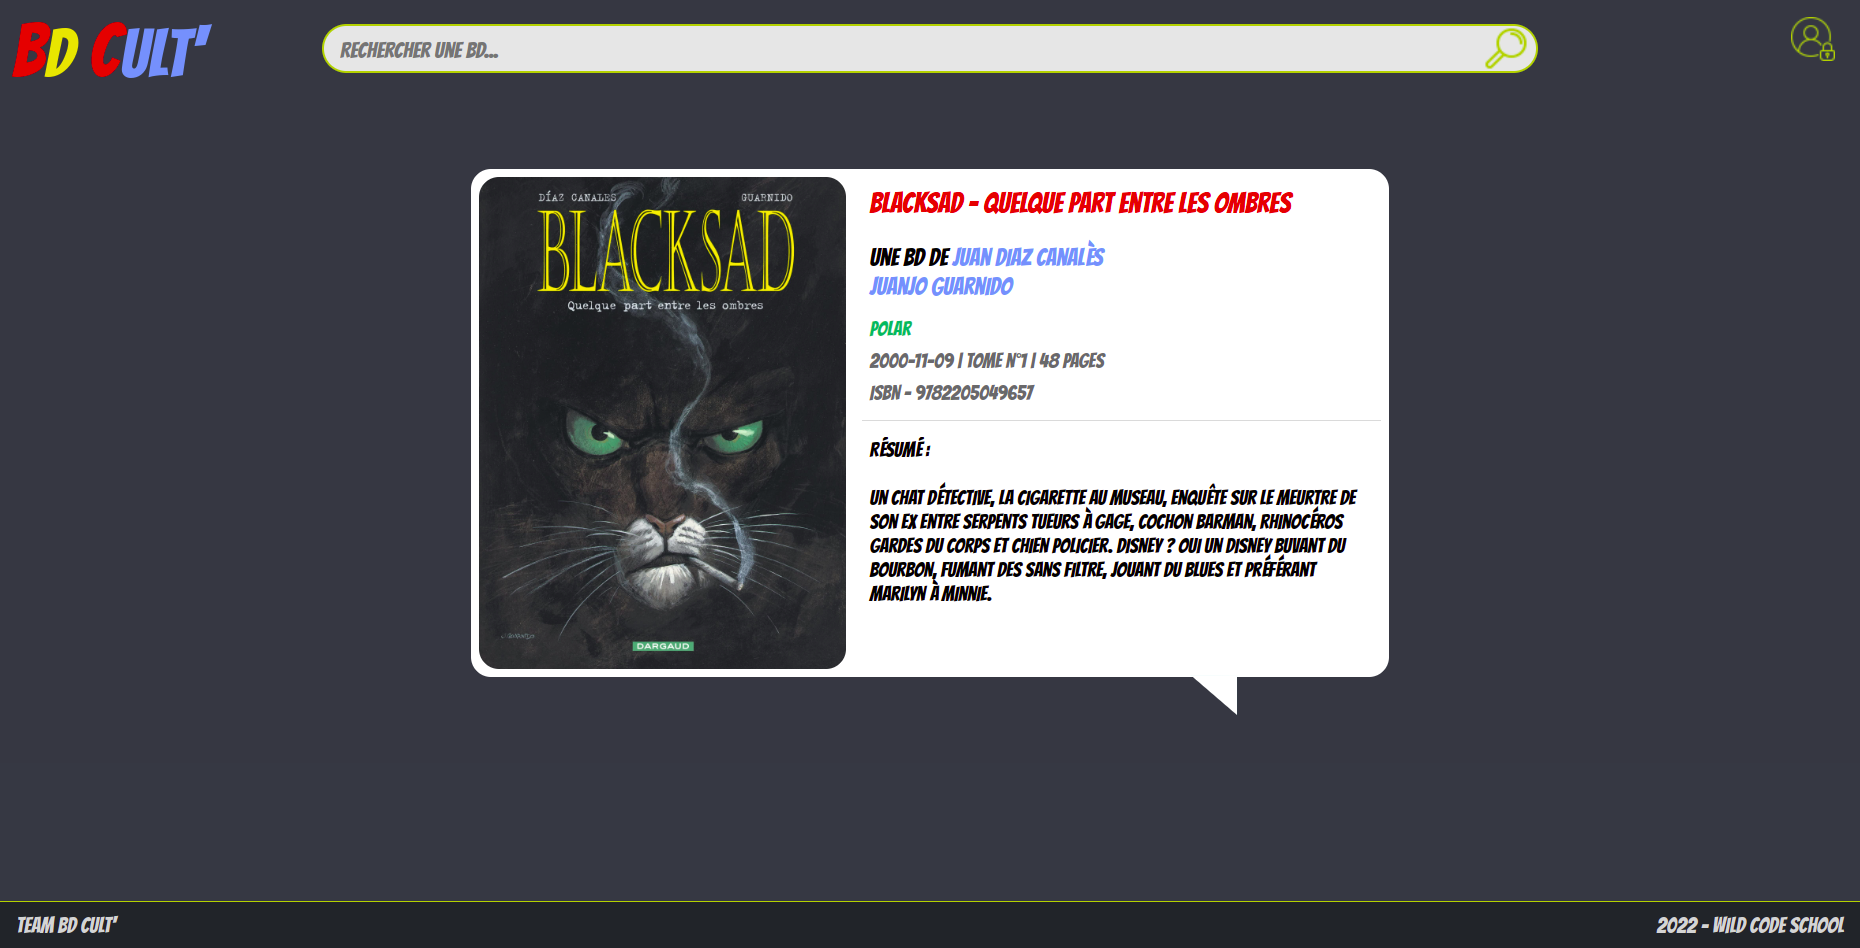 BD CULT'
RECHERCHER UNE BD...
DÍAZ CANALES GUARNIDO
BLACKSAD
Quelque part entre les ombres
DARGAUD
BLACKSAD - QUELQUE PART ENTRE LES OMBRES
UNE BD DE JUAN DIAZ CANALÈS
JUANJO GUARNIDO
POLAR
2000-11-09 | TOME N°1 | 48 PAGES
ISBN - 9782205049657
RÉSUMÉ :
UN CHAT DÉTECTIVE, LA CIGARETTE AU MUSEAU, ENQUÊTE SUR LE MEURTRE DE
SON EX ENTRE SERPENTS TUEURS À GAGE, COCHON BARMAN, RHINOCÉROS
GARDES DU CORPS ET CHIEN POLICIER. DISNEY ? OUI UN DISNEY BUVANT DU
BOURBON, FUMANT DES SANS FILTRE, JOUANT DU BLUES ET PRÉFÉRANT
MARILYN À MINNIE.
TEAM BD CULT'
2022 - WILD CODE SCHOOL